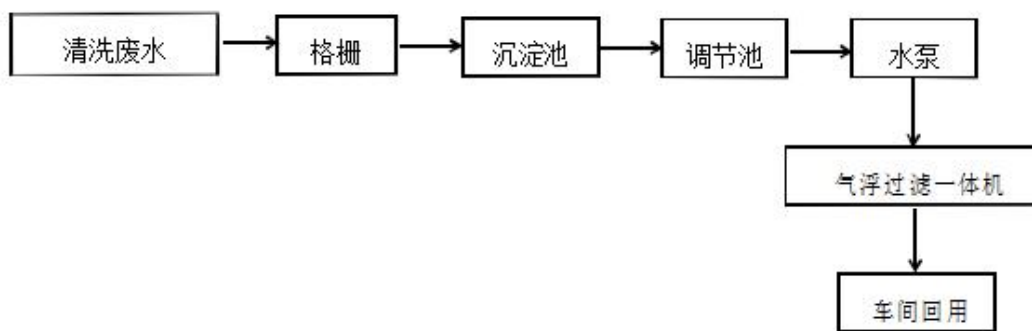 清洗废水
格栅
沉淀池
调节池
水泵
气浮过滤一体机
车间回用